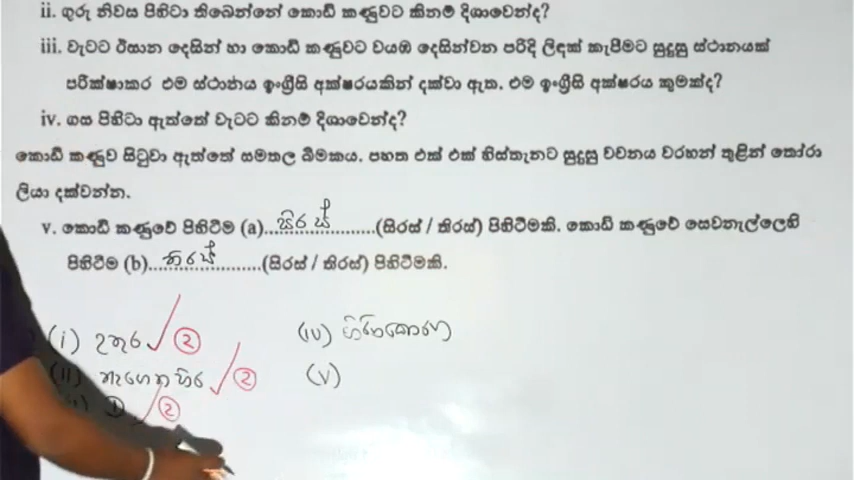 ii. ගුරු නිවස පිහිටා තිබෙන්නේ කොඩි කණුවට කිනම් දිශාවෙන්ද?
iii. වැටට ඊසාන දෙසින් හා කොඩි කණුවට වයඹ දෙසින්වන පරිදි ලිඳක් කැපීමට සුදුසු ස්ථානයක්
පරීක්ෂාකර එම ස්ථානය ඉංග්‍රීසි අක්ෂරයකින් දක්වා ඇත. එම ඉංග්‍රීසි අක්ෂරය කුමක්ද?
iv. ගස පිහිටා ඇත්තේ වැටට කිනම් දිශාවෙන්ද?
කොඩි කණුව සිටුවා ඇත්තේ සමතල බිමකය. පහත එක් එක් හිස්තැනට සුදුසු වචනය වරහන් තුළින් තෝරා
ලියා දක්වන්න.
v. කොඩි කණුවේ පිහිටීම (a)....සිරස්....(සිරස් / තිරස්) පිහිටීමකි. කොඩි කණුවේ සෙවනැල්ලෙහි
පිහිටීම (b)....තිරස්....(සිරස් / තිරස්) පිහිටීමකි.
(i) උතුර 2 (iv) ගිනිකොණ
(ii) නැගෙනහිර 2 (v)
D 2